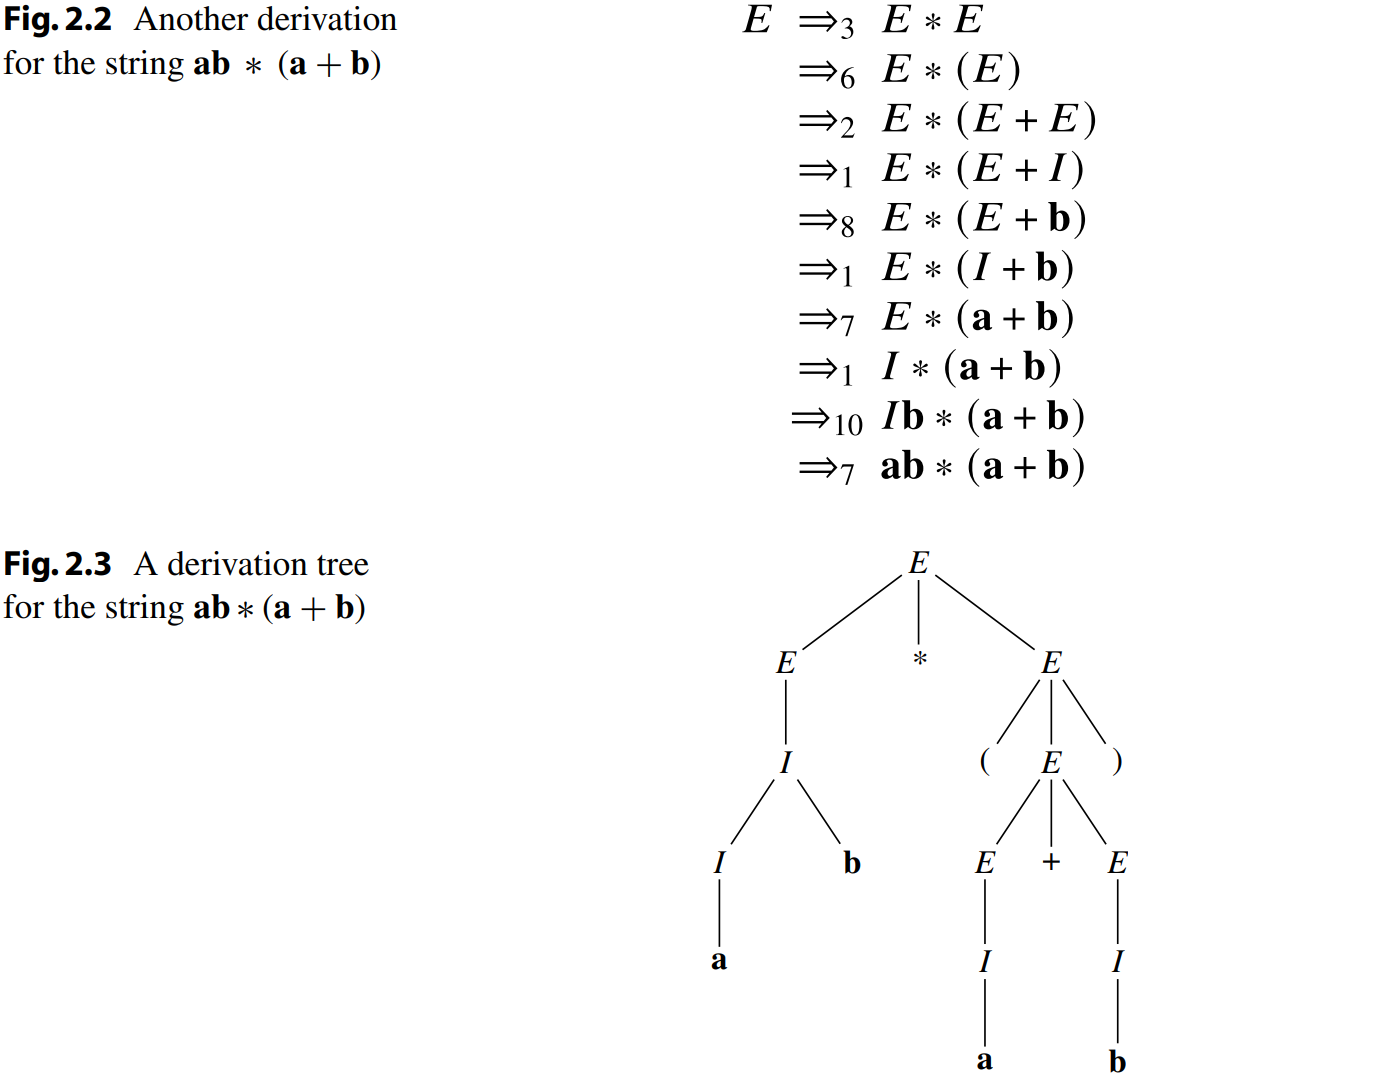 Fig. 2.2 Another derivation
for the string ab ∗ (a + b)
E ⇒3 E ∗ E
⇒6 E ∗ (E)
⇒2 E ∗ (E + E)
⇒1 E ∗ (E + I)
⇒8 E ∗ (E + b)
⇒1 E ∗ (I + b)
⇒7 E ∗ (a + b)
⇒1 I ∗ (a + b)
⇒10 Ib ∗ (a + b)
⇒7 ab ∗ (a + b)
Fig. 2.3 A derivation tree
for the string ab ∗ (a + b)
E
E ∗ E
I ( E )
I b E + E
a I I
a b